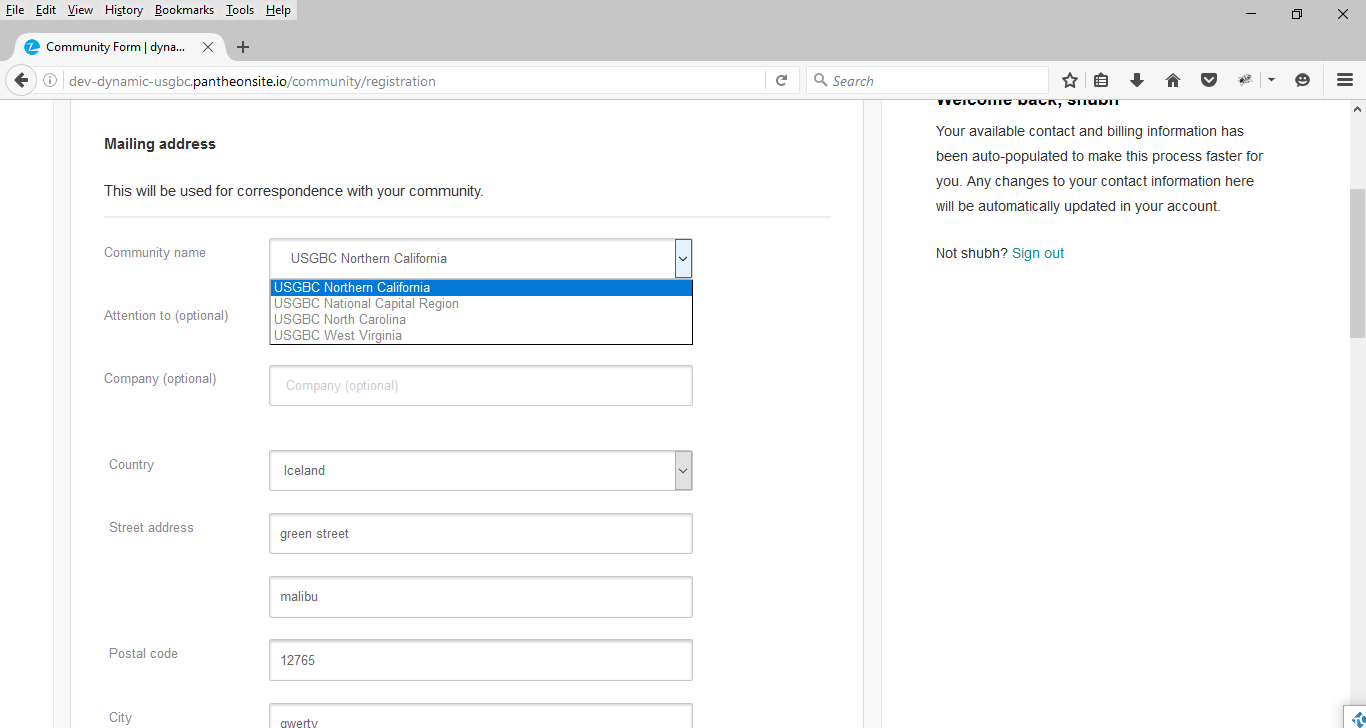 File Edit View History Bookmarks Tools Help
Community Form | dyna...
dev-dynamic-usgbc.pantheonsite.io/community/registration
Search
Welcome back, shubh
Your available contact and billing information has
been auto-populated to make this process faster for
you. Any changes to your contact information here
will be automatically updated in your account.
Not shubh? Sign out
Mailing address
This will be used for correspondence with your community.
Community name
USGBC Northern California
USGBC Northern California
USGBC National Capital Region
USGBC North Carolina
USGBC West Virginia
Attention to (optional)
Company (optional)
Company (optional)
Country
Iceland
Street address
green street
malibu
Postal code
12765
City
qwerty